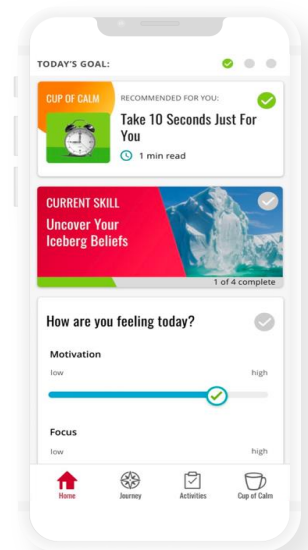 TODAY'S GOAL:
CUP OF CALM
RECOMMENDED FOR YOU:
Take 10 Seconds Just For
You
1 min read
CURRENT SKILL
Uncover Your
Iceberg Beliefs
1 of 4 complete
How are you feeling today?
Motivation
low high
Focus
low high
Home Journey Activities Cup of Calm